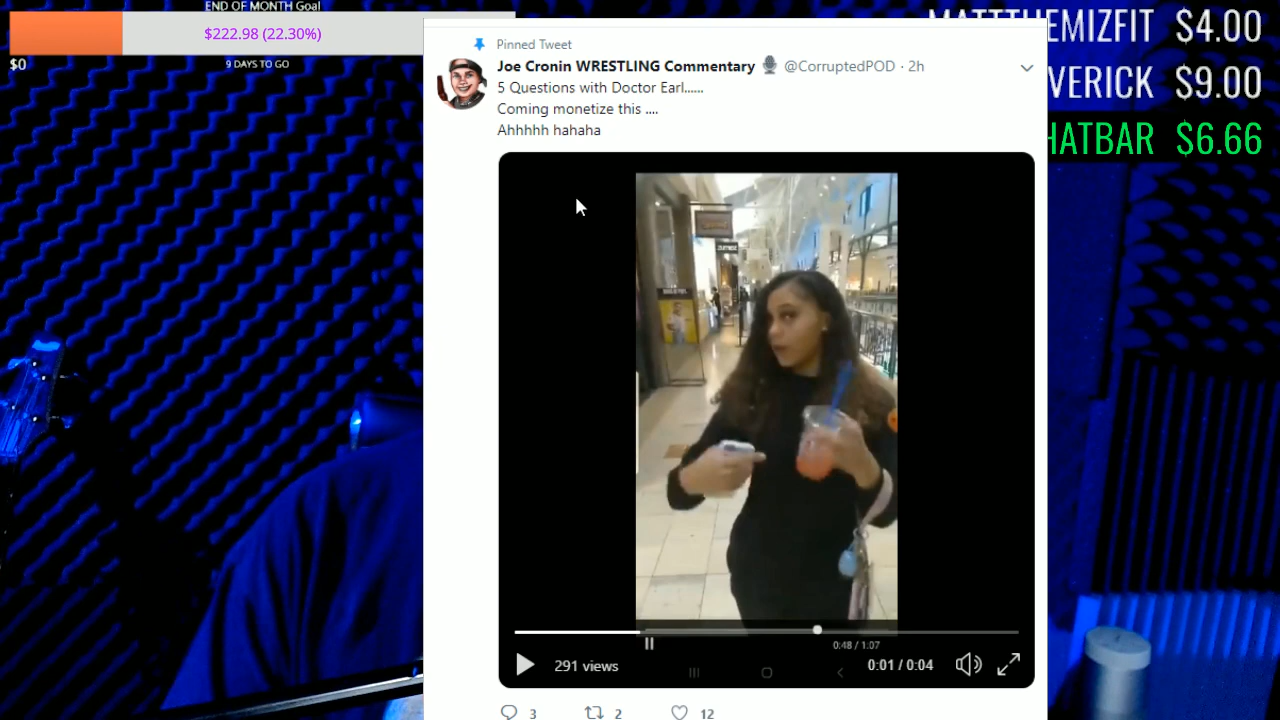 END OF MONTH Goal
$222.98 (22.30%)
$0
9 DAYS TO GO
MATTTHEMIZFIT $4.00
VERICK $9.00
HATBAR $6.66
Pinned Tweet
Joe Cronin WRESTLING Commentary @CorruptedPOD · 2h
5 Questions with Doctor Earl......
Coming monetize this ....
Ahhhhh hahaha
0:48 / 1:07
291 views
0:01 / 0:04
3
2
12